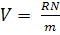 V = RN/m